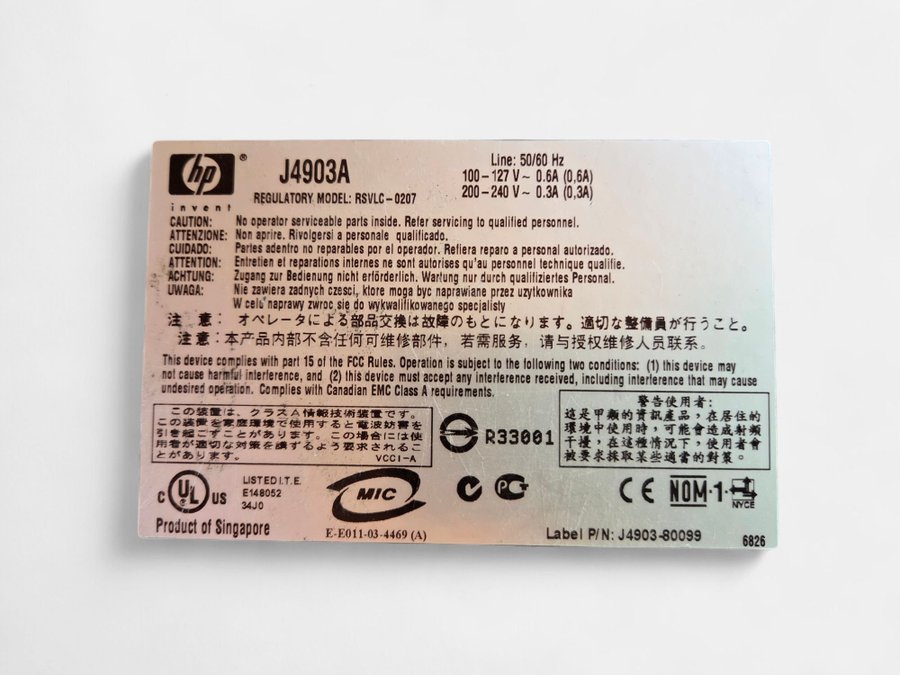 hp ®
invent
J4903A
REGULATORY MODEL: RSVLC-0207
Line: 50/60 Hz
100-127 V~ 0.6A (0,6A)
200-240 V~ 0.3A (0,3A)
CAUTION: No operator serviceable parts inside. Refer servicing to qualified personnel.
ATTENZIONE: Non aprire. Rivolgersi a personale qualificado.
CUIDADO: Partes adentro no reparables por el operador. Refiera reparo a personal autorizado.
ATTENTION: Entretien et reparations internes ne sont autorises qu'au personnel technique qualifie.
ACHTUNG: Zugang zur Bedienung nicht erförderlich. Wartung nur durch qualifiziertes Personal.
UWAGA: Nie zawiera zadnych czesci, ktore moga byc naprawiane przez uzytkownika
W celu naprawy zwroc się do wykwalifikowanego specjalisty
注 意: オペレータによる部品交換は故障のもとになります。適切な整備員が行うこと。
注意: 本产品内部不含任何可维修部件，若需服务，请与授权维修人员联系。
This device complies with part 15 of the FCC Rules. Operation is subject to the following two conditions: (1) this device may
not cause harmful interference, and (2) this device must accept any interference received, including interference that may cause
undesired operation. Complies with Canadian EMC Class A requirements.
この装置は、クラスA情報技術装置です。
この装置を家庭環境で使用すると電波妨害を
引き起こすことがあります。この場合には使
用者が適切な対策を講ずるよう要求されるこ
とがあります。 VCCI-A
R33001
警告使用者:
這是甲類的資訊產品，在居住的
環境中使用時，可能會造成射頻
干擾，在這種情況下，使用者會
被要求採取某些適當的對策。
c UL US
LISTED I.T.E.
E148052
34J0
MIC
E-E011-03-4469 (A)
CE NOM-1-
NYCE
Product of Singapore
Label P/N: J4903-80099
6826